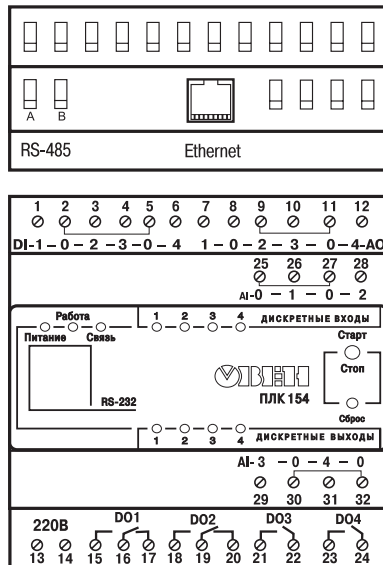 A B
RS-485 Ethernet
1 2 3 4 5 6 7 8 9 10 11 12
DI-1 – 0 – 2 – 3 – 0 – 4 1 – 0 – 2 – 3 – 0 – 4-AO
25 26 27 28
AI-0 – 1 – 0 – 2
Работа
Питание Связь
1 2 3 4 ДИСКРЕТНЫЕ ВХОДЫ
Старт
Стоп
ОВЕН
ПЛК 154
RS-232
Сброс
1 2 3 4 ДИСКРЕТНЫЕ ВЫХОДЫ
AI- 3 – 0 – 4 – 0
29 30 31 32
220В DO1 DO2 DO3 DO4
13 14 15 16 17 18 19 20 21 22 23 24